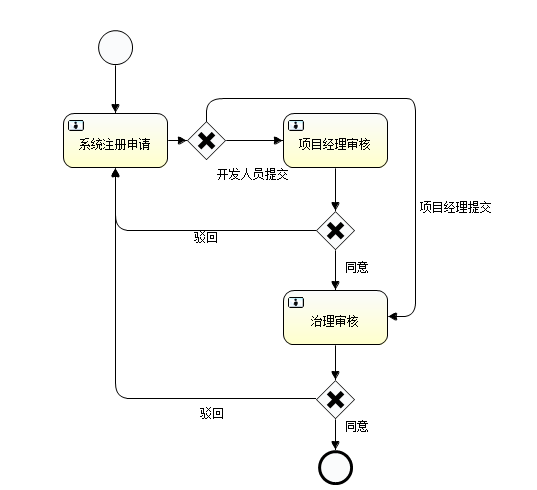 系统注册申请
项目经理审核
开发人员提交
项目经理提交
驳回
同意
治理审核
驳回
同意